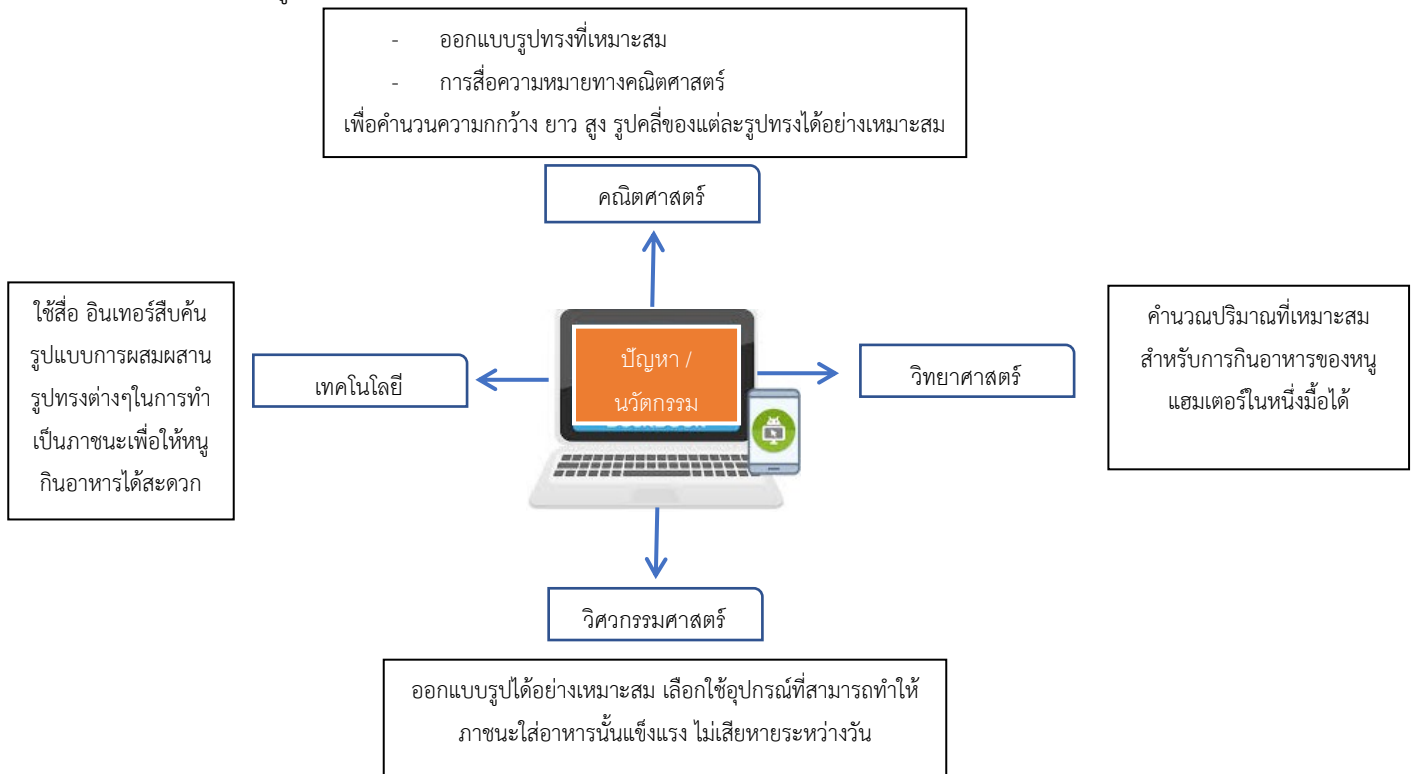 - ออกแบบรูปทรงที่เหมาะสม
- การสื่อความหมายทางคณิตศาสตร์
เพื่อคำนวนความกกว้าง ยาว สูง รูปคลี่ของแต่ละรูปทรงได้อย่างเหมาะสม
คณิตศาสตร์
ใช้สื่อ อินเทอร์สืบค้น
รูปแบบการผสมผสาน
รูปทรงต่างๆในการทำ
เป็นภาชนะเพื่อให้หนู
กินอาหารได้สะดวก
เทคโนโลยี
ปัญหา /
นวัตกรรม
วิทยาศาสตร์
คำนวณปริมาณที่เหมาะสม
สำหรับการกินอาหารของหนู
แฮมเตอร์ในหนึ่งมื้อได้
วิศวกรรมศาสตร์
ออกแบบรูปได้อย่างเหมาะสม เลือกใช้อุปกรณ์ที่สามารถทำให้
ภาชนะใส่อาหารนั้นแข็งแรง ไม่เสียหายระหว่างวัน